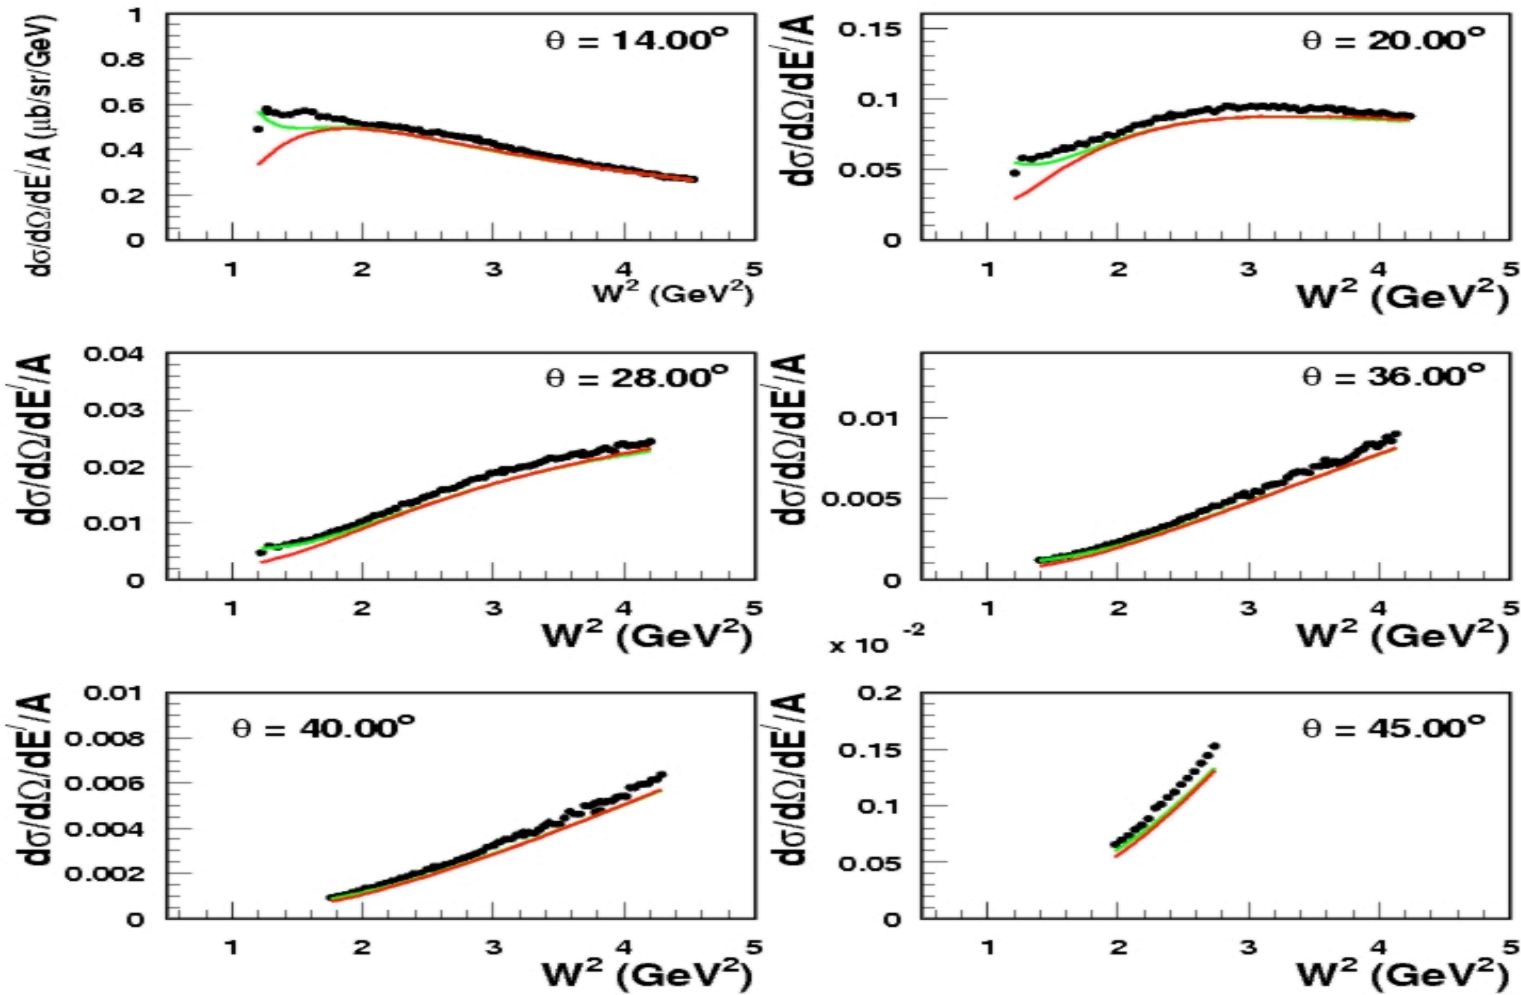 dσ/dΩ/dE′/A (μb/sr/GeV)
1
0.8
0.6
0.4
0.2
0
θ = 14.00°
1 2 3 4 5
W² (GeV²)
dσ/dΩ/dE′/A
0.15
0.1
0.05
0
θ = 20.00°
1 2 3 4 5
W² (GeV²)
dσ/dΩ/dE′/A
0.04
0.03
0.02
0.01
0
θ = 28.00°
1 2 3 4 5
W² (GeV²)
dσ/dΩ/dE′/A
0.01
0.005
0
θ = 36.00°
1 2 3 4 5
W² (GeV²)
dσ/dΩ/dE′/A
0.01
0.008
0.006
0.004
0.002
0
θ = 40.00°
1 2 3 4 5
W² (GeV²)
x 10 ⁻²
dσ/dΩ/dE′/A
0.2
0.15
0.1
0.05
0
θ = 45.00°
1 2 3 4 5
W² (GeV²)